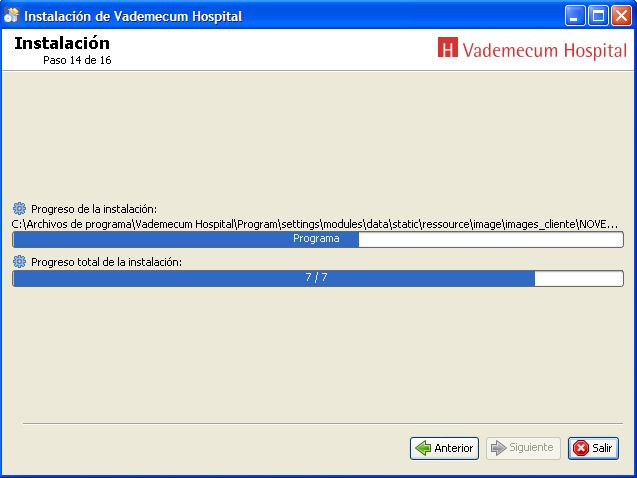 Instalación de Vademecum Hospital
Instalación
Paso 14 de 16
H Vademecum Hospital
Progreso de la instalación:
C:\Archivos de programa\Vademecum Hospital\Program\settings\modules\data\static\ressource\image\images_cliente\NOVE...
Programa
Progreso total de la instalación:
7 / 7
Anterior
Siguiente
Salir